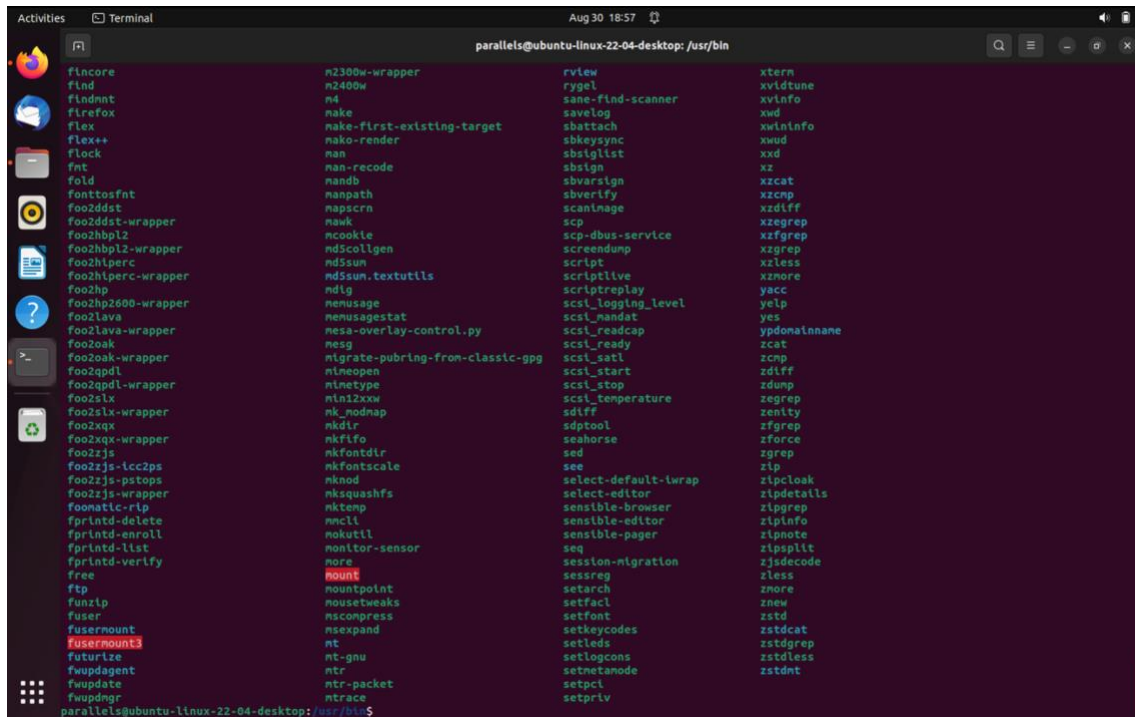 Activities Terminal Aug 30 18:57
parallels@ubuntu-linux-22-04-desktop: /usr/bin
fincore m2300w-wrapper rview xterm
find m2400w rygel xvidtune
findmnt m4 sane-find-scanner xvinfo
firefox make savelog xwd
flex make-first-existing-target sbattach xwininfo
flex++ mako-render sbkeysync xwud
flock man sbsiglist xxd
fmt man-recode sbsign xz
fold mandb sbvarsign xzcat
fonttosfnt manpath sbverify xzcmp
foo2ddst mapscrn scanimage xzdiff
foo2ddst-wrapper mawk scp xzegrep
foo2hbpl2 mcookie scp-dbus-service xzfgrep
foo2hbpl2-wrapper md5collgen screendump xzgrep
foo2hiperc md5sum script xzless
foo2hiperc-wrapper md5sum.textutils scriptlive xzmore
foo2hp mdig scriptreplay yacc
foo2hp2600-wrapper memusage scsi_logging_level yelp
foo2lava memusagestat scsi_mandat yes
foo2lava-wrapper mesa-overlay-control.py scsi_readcap ypdomainname
foo2oak mesg scsi_ready zcat
foo2oak-wrapper migrate-pubring-from-classic-gpg scsi_satl zcmp
foo2qpdl mimeopen scsi_start zdiff
foo2qpdl-wrapper mimetype scsi_stop zdump
foo2slx min12xxw scsi_temperature zegrep
foo2slx-wrapper mk_modmap sdiff zenity
foo2xqx mkdir sdptool zfgrep
foo2xqx-wrapper mkfifo seahorse zforce
foo2zjs mkfontdir sed zgrep
foo2zjs-icc2ps mkfontscale see zip
foo2zjs-pstops mknod select-default-iwrap zipcloak
foo2zjs-wrapper mksquashfs select-editor zipdetails
foomatic-rip mktemp sensible-browser zipgrep
fprintd-delete mmcli sensible-editor zipinfo
fprintd-enroll mokutil sensible-pager zipnote
fprintd-list monitor-sensor seq zipsplit
fprintd-verify more session-migration zjsdecode
free mount sessreg zless
ftp mountpoint setarch zmore
funzip mousetweaks setfacl znew
fuser mscompress setfont zstd
fusermount msexpand setkeycodes zstdcat
fusermount3 mt setleds zstdgrep
futurize mt-gnu setlogcons zstdless
fwupdagent mtr setmetamode zstdmt
fwupdate mtr-packet setpci
fwupdmgr mtrace setpriv
parallels@ubuntu-linux-22-04-desktop:/usr/bin$